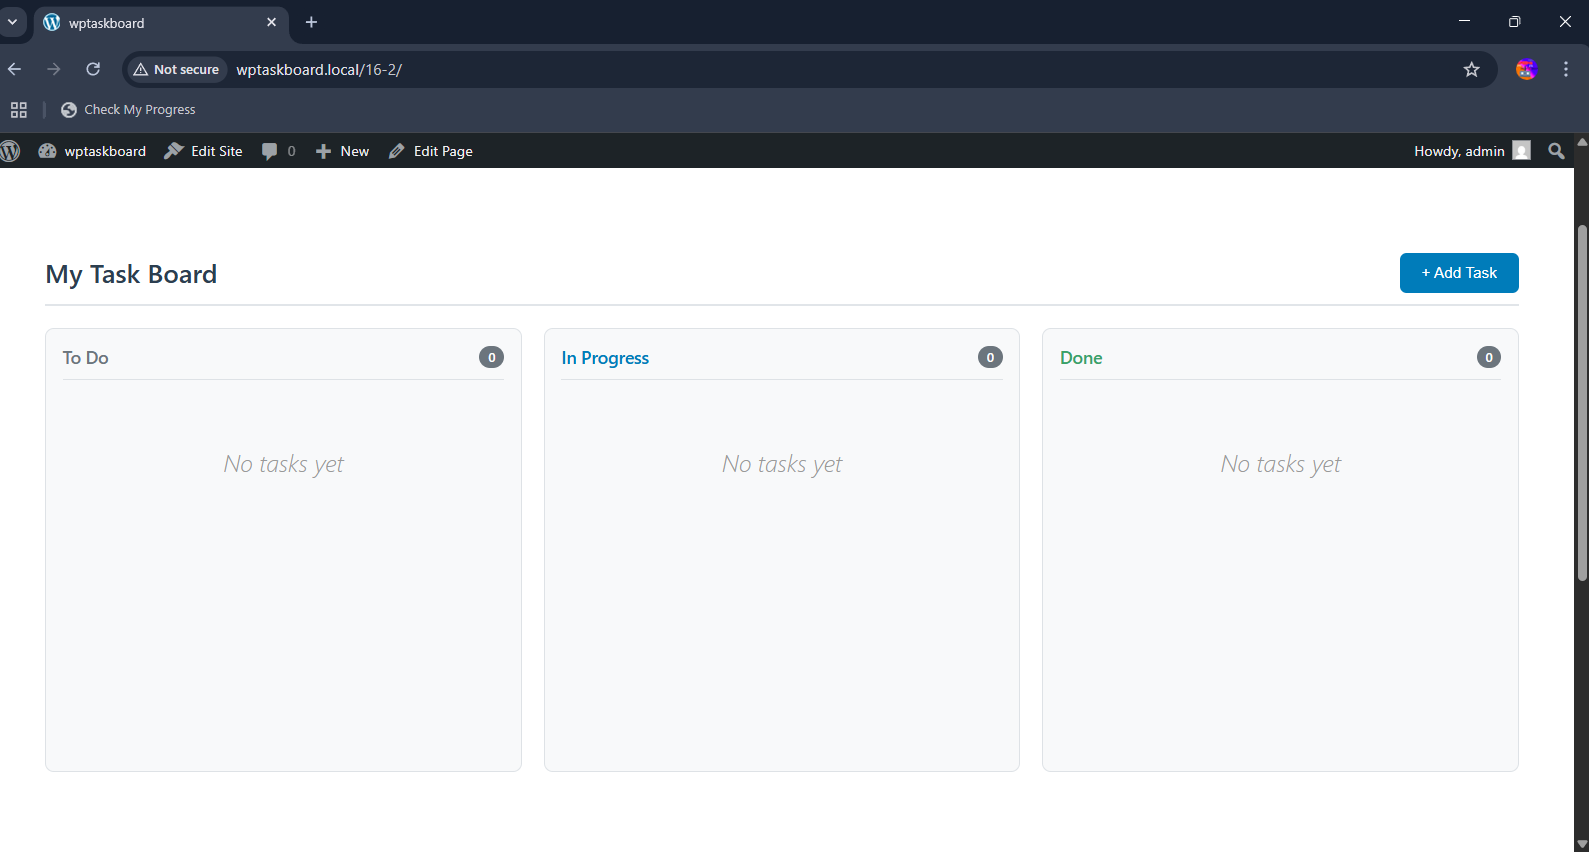 wptaskboard
Not secure wptaskboard.local/16-2/
Check My Progress
wptaskboard Edit Site 0 New Edit Page Howdy, admin
My Task Board + Add Task
To Do 0 In Progress 0 Done 0
No tasks yet No tasks yet No tasks yet